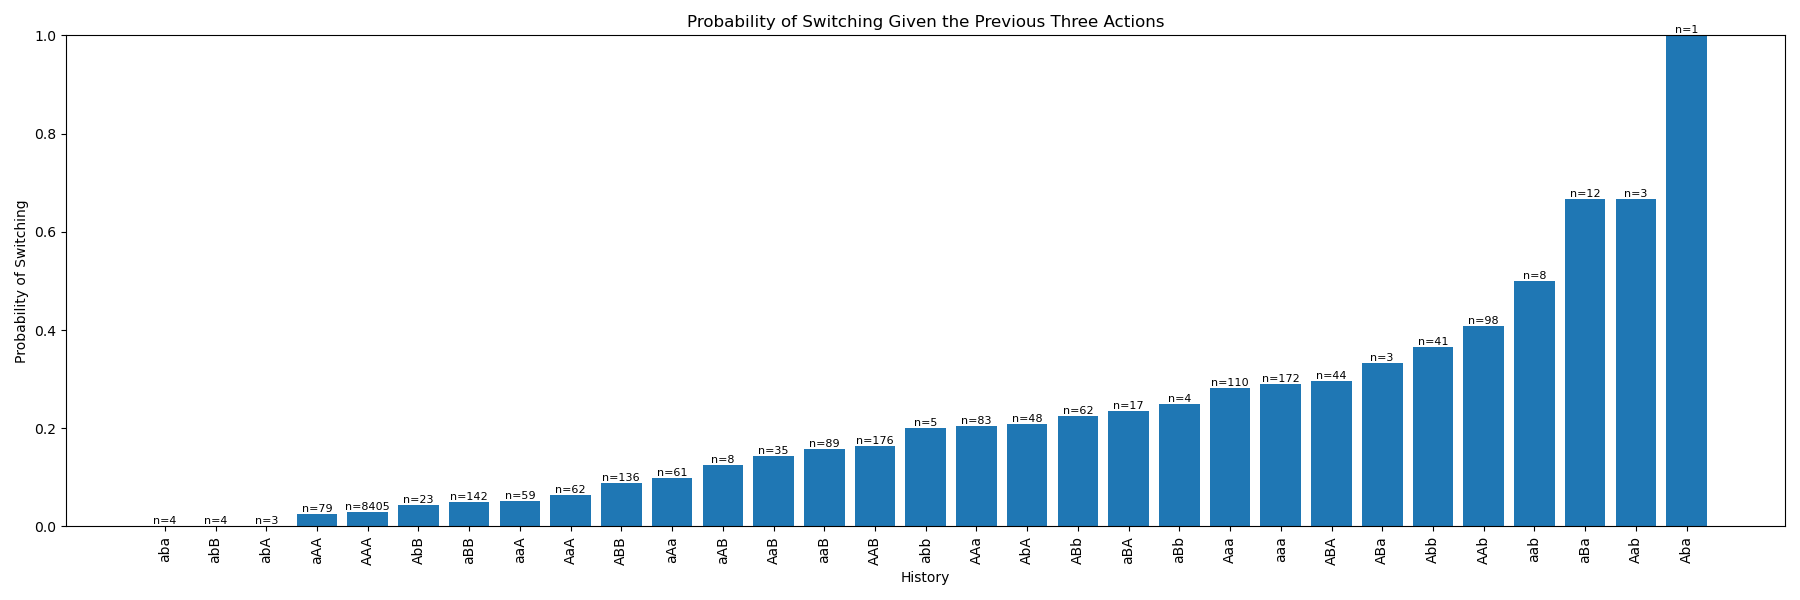 Probability of Switching Given the Previous Three Actions
Probability of Switching
1.0
0.8
0.6
0.4
0.2
0.0
n=4
n=4
n=3
n=79
n=8405
n=23
n=142
n=59
n=62
n=136
n=61
n=8
n=35
n=89
n=176
n=5
n=83
n=48
n=62
n=17
n=4
n=110
n=172
n=44
n=3
n=41
n=98
n=8
n=12
n=3
n=1
aba
abB
abA
aAA
AAA
AbB
aBB
aaA
AaA
ABB
aAa
aAB
AaB
aaB
AAB
abb
AAa
AbA
ABb
aBA
aBb
Aaa
aaa
ABA
ABa
Abb
AAb
aab
aBa
Aab
Aba
History